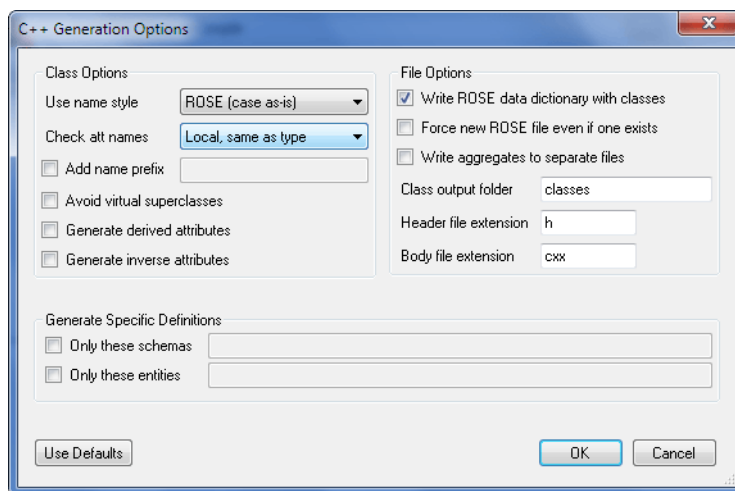 C++ Generation Options
Class Options
Use name style ROSE (case as-is)
Check att names Local, same as type
Add name prefix
Avoid virtual superclasses
Generate derived attributes
Generate inverse attributes
File Options
Write ROSE data dictionary with classes
Force new ROSE file even if one exists
Write aggregates to separate files
Class output folder classes
Header file extension h
Body file extension cxx
Generate Specific Definitions
Only these schemas
Only these entities
Use Defaults OK Cancel